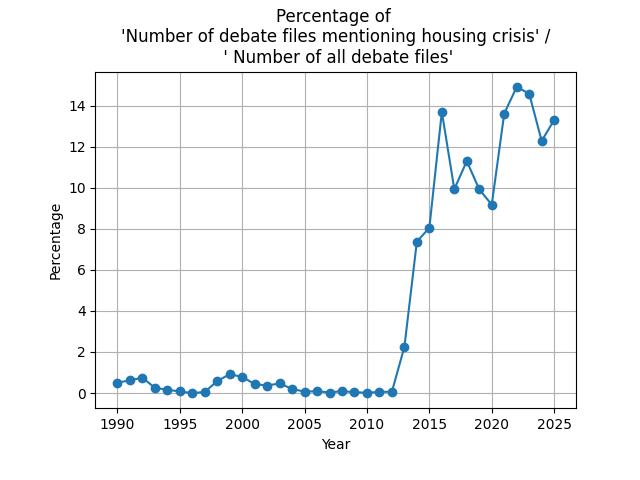 Percentage of
'Number of debate files mentioning housing crisis' /
' Number of all debate files'
14
12
10
8
6
4
2
0
Percentage
1990 1995 2000 2005 2010 2015 2020 2025
Year